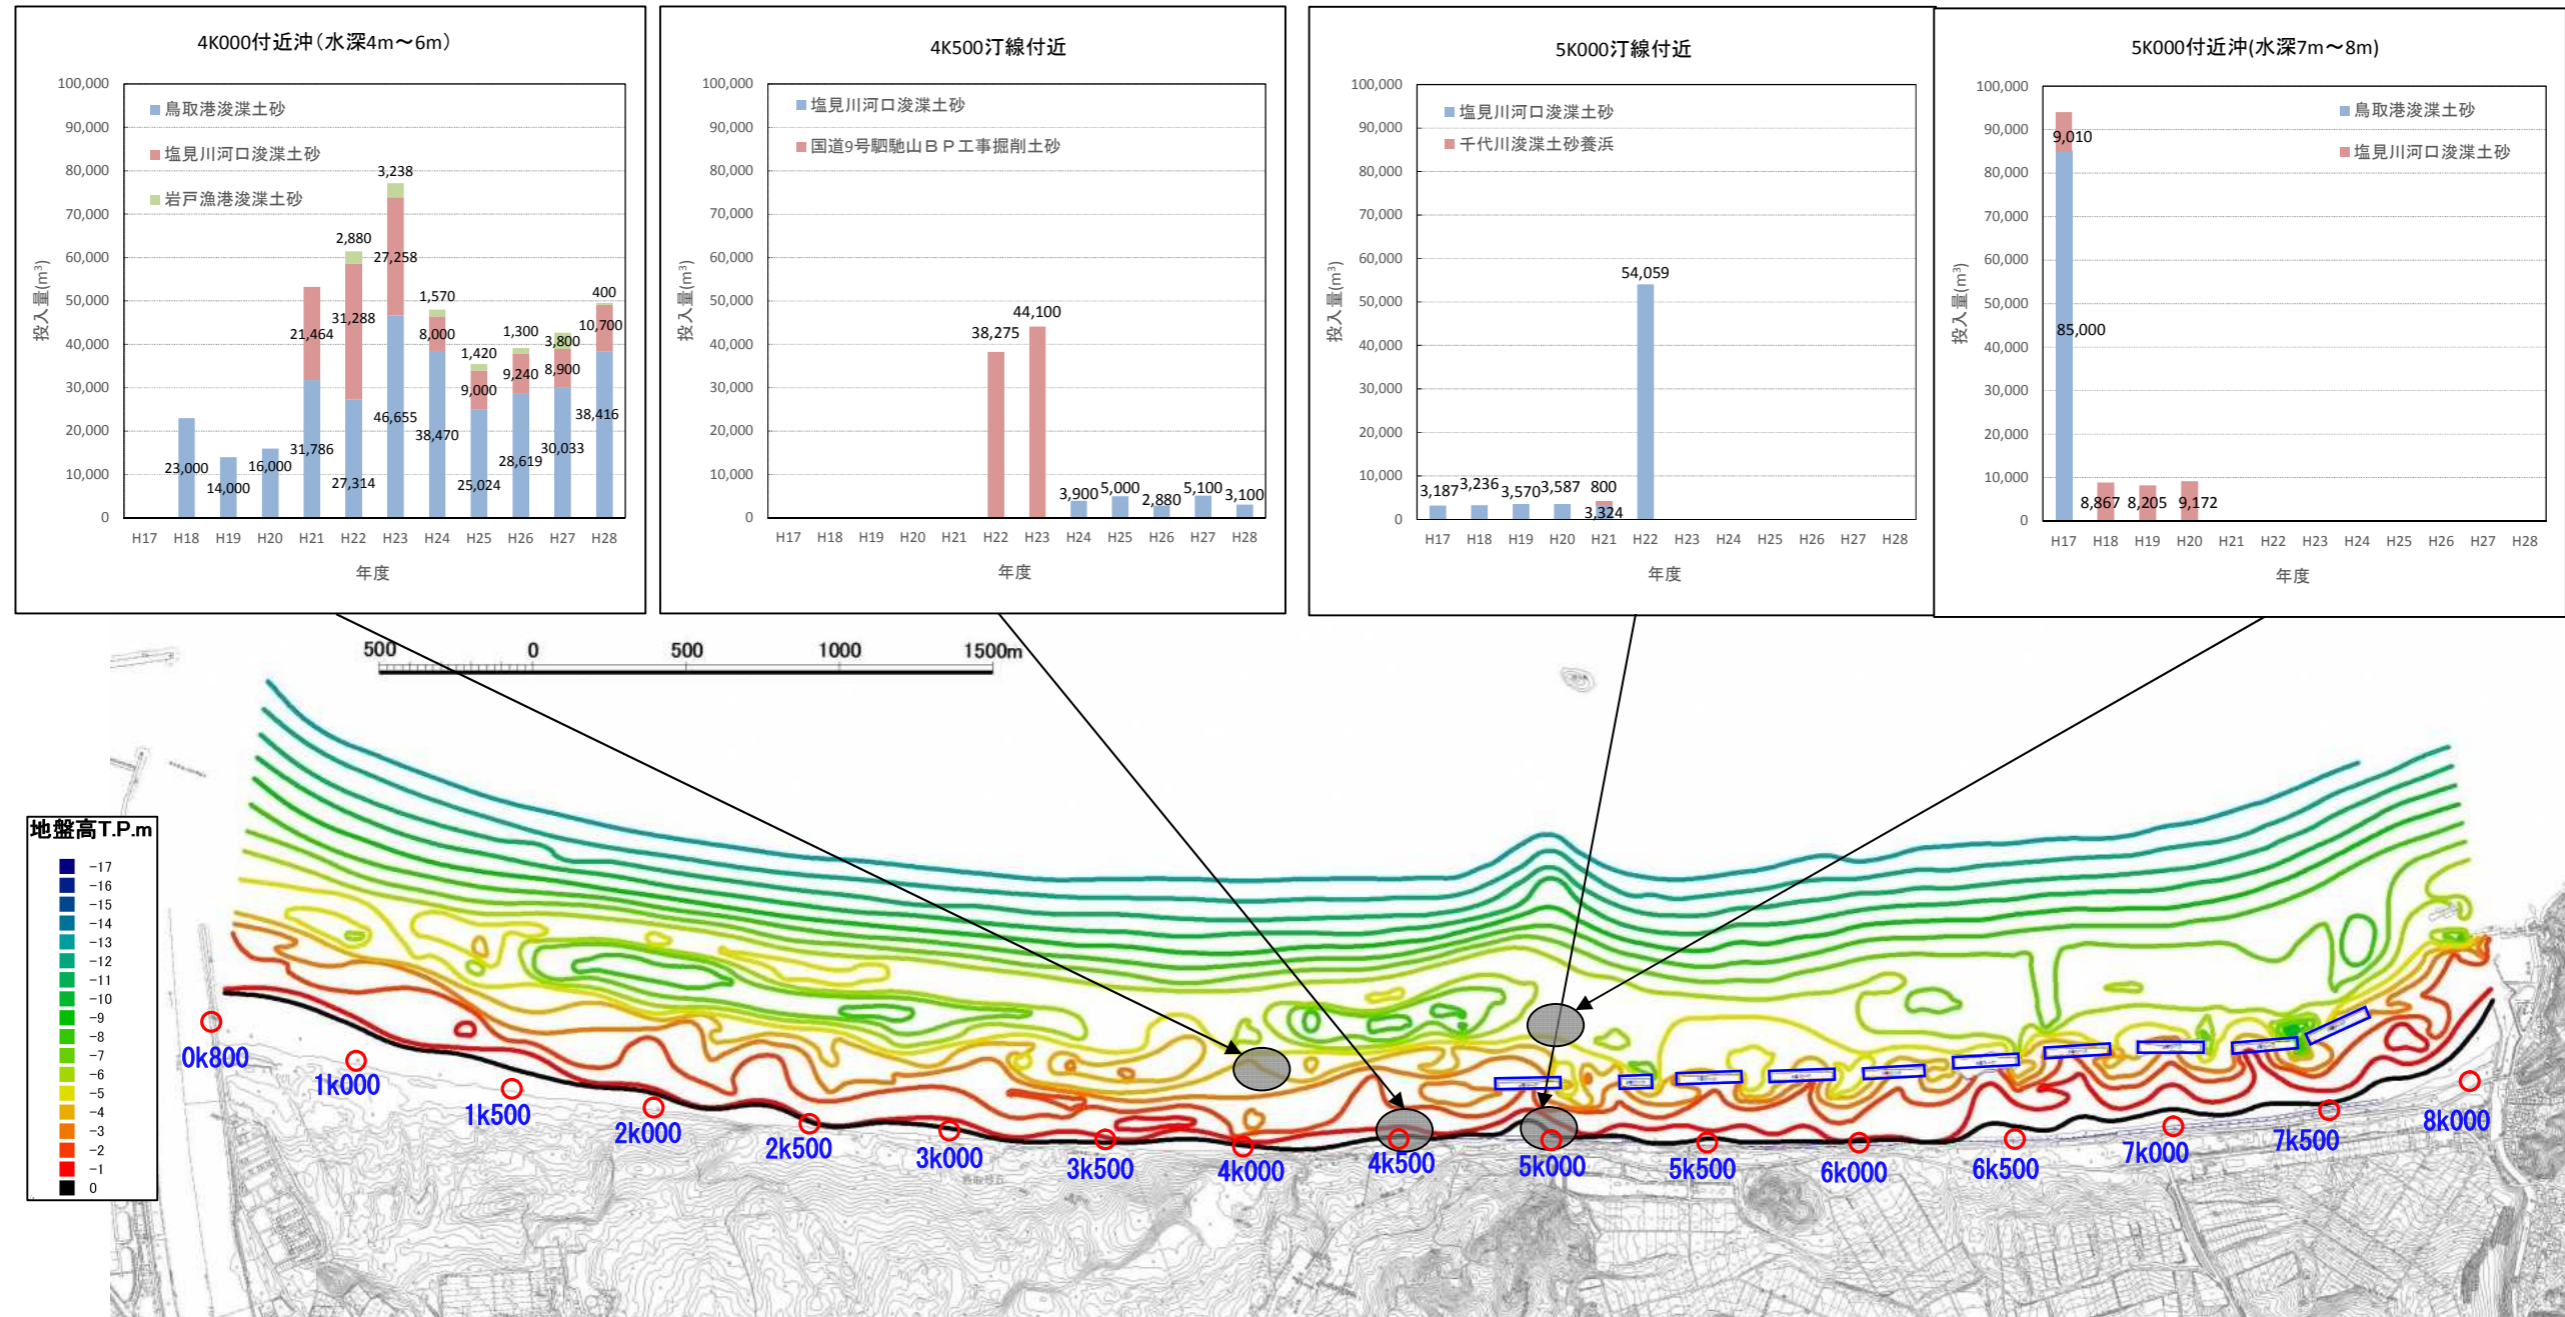 4K000付近沖(水深4m～6m)
100,000
90,000
80,000
70,000
60,000
50,000
40,000
30,000
20,000
10,000
0
投入量(m³)
鳥取港浚渫土砂
塩見川河口浚渫土砂
岩戸漁港浚渫土砂
23,000
14,000
16,000
21,464
31,786
2,880
31,288
27,314
3,238
27,258
46,655
1,570
8,000
38,470
1,420
9,000
25,024
1,300
9,240
28,619
3,800
8,900
30,033
400
10,700
38,416
H17 H18 H19 H20 H21 H22 H23 H24 H25 H26 H27 H28
年度
4K500汀線付近
100,000
90,000
80,000
70,000
60,000
50,000
40,000
30,000
20,000
10,000
0
投入量(m³)
塩見川河口浚渫土砂
国道9号駟馳山ＢＰ工事掘削土砂
38,275
44,100
3,900
5,000
2,880
5,100
3,100
H17 H18 H19 H20 H21 H22 H23 H24 H25 H26 H27 H28
年度
5K000汀線付近
100,000
90,000
80,000
70,000
60,000
50,000
40,000
30,000
20,000
10,000
0
投入量(m³)
塩見川河口浚渫土砂
千代川浚渫土砂養浜
3,187
3,236
3,570
3,587
800
3,324
54,059
H17 H18 H19 H20 H21 H22 H23 H24 H25 H26 H27 H28
年度
5K000付近沖(水深7m～8m)
100,000
90,000
80,000
70,000
60,000
50,000
40,000
30,000
20,000
10,000
0
投入量(m³)
鳥取港浚渫土砂
塩見川河口浚渫土砂
9,010
85,000
8,867
8,205
9,172
H17 H18 H19 H20 H21 H22 H23 H24 H25 H26 H27 H28
年度
500 0 500 1000 1500m
地盤高T.P.m
-17
-16
-15
-14
-13
-12
-11
-10
-9
-8
-7
-6
-5
-4
-3
-2
-1
0
0k800
1k000
1k500
2k000
2k500
3k000
3k500
4k000
4k500
5k000
5k500
6k000
6k500
7k000
7k500
8k000